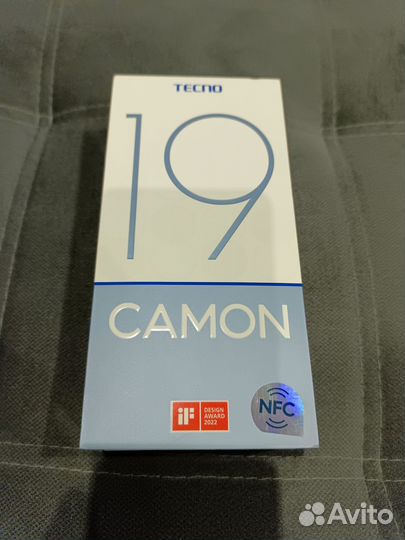 TECNO
19
CAMON
iF
DESIGN
AWARD
2022
NFC
Avito